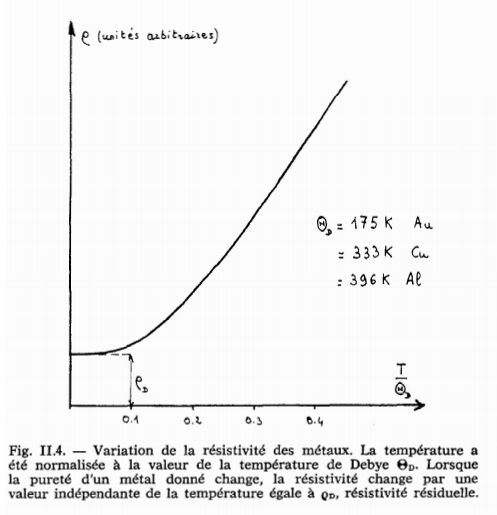 ρ (unités arbitraires)
Θ_D = 175 K Au
= 333 K Cu
= 396 K Al
ρ_D
T
Θ_D
0.1 0.2 0.3 0.4
Fig. II.4. — Variation de la résistivité des métaux. La température a
été normalisée à la valeur de la température de Debye Θ_D. Lorsque
la pureté d'un métal donné change, la résistivité change par une
valeur indépendante de la température égale à ρ_D, résistivité résiduelle.